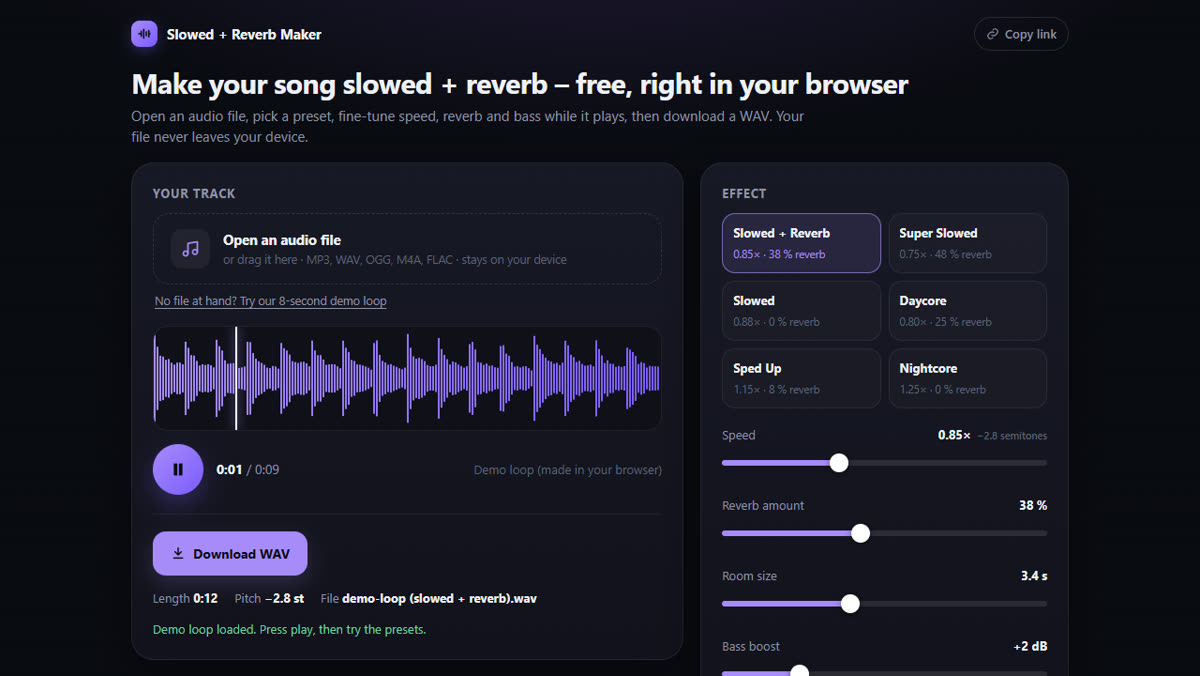 Slowed + Reverb Maker
Copy link
Make your song slowed + reverb – free, right in your browser
Open an audio file, pick a preset, fine-tune speed, reverb and bass while it plays, then download a WAV. Your
file never leaves your device.
YOUR TRACK
Open an audio file
or drag it here · MP3, WAV, OGG, M4A, FLAC · stays on your device
No file at hand? Try our 8-second demo loop
0:01 / 0:09
Demo loop (made in your browser)
Download WAV
Length 0:12 Pitch −2.8 st File demo-loop (slowed + reverb).wav
Demo loop loaded. Press play, then try the presets.
EFFECT
Slowed + Reverb
0.85× · 38 % reverb
Super Slowed
0.75× · 48 % reverb
Slowed
0.88× · 0 % reverb
Daycore
0.80× · 25 % reverb
Sped Up
1.15× · 8 % reverb
Nightcore
1.25× · 0 % reverb
Speed 0.85× −2.8 semitones
Reverb amount 38 %
Room size 3.4 s
Bass boost +2 dB